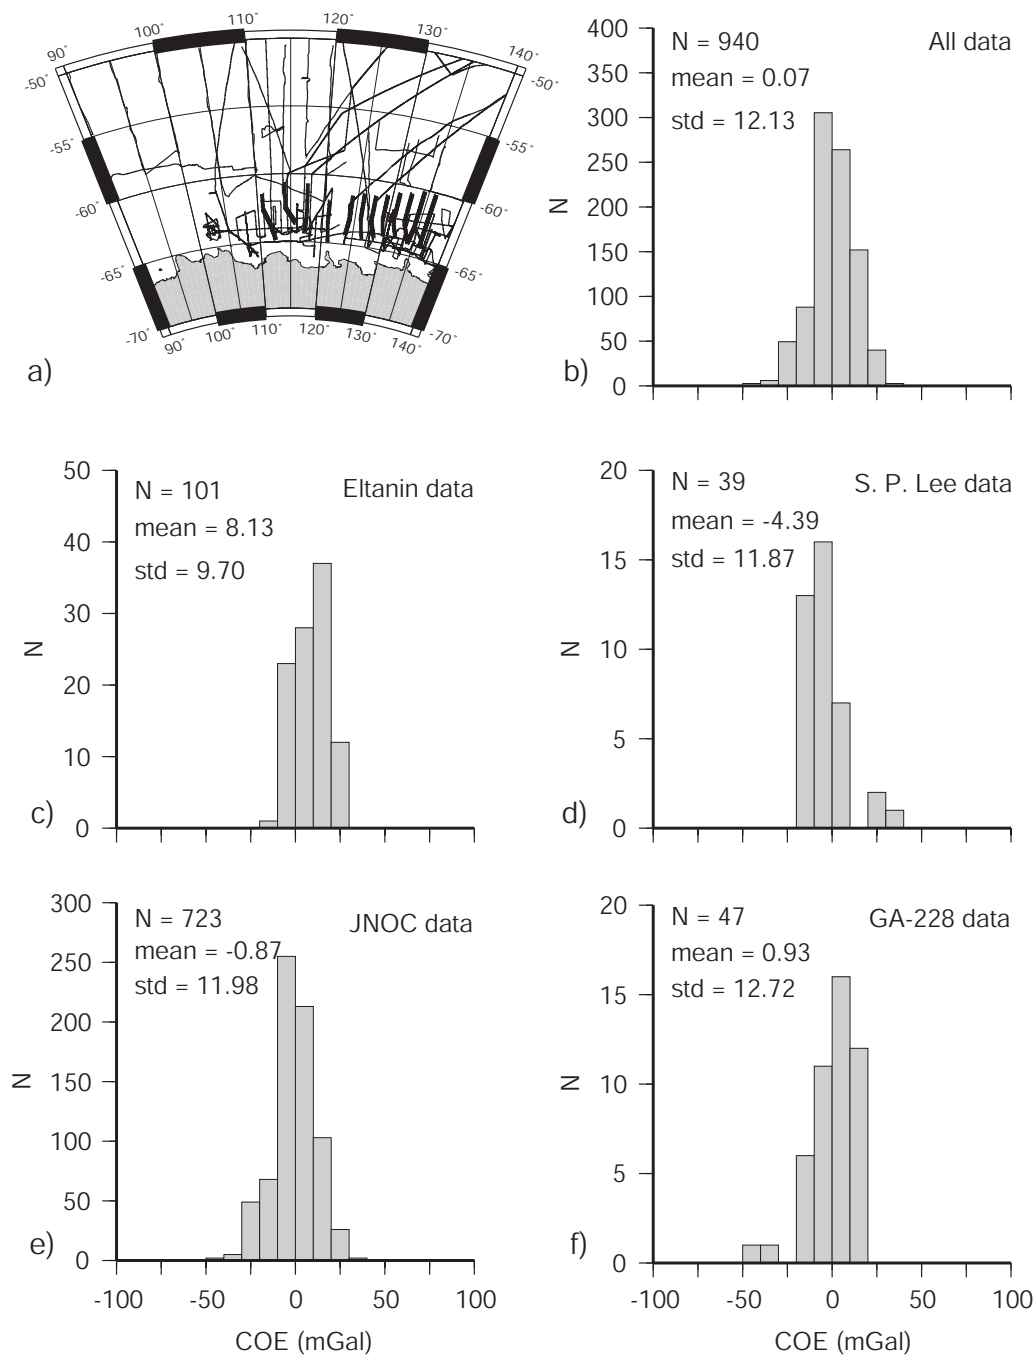 100° 110° 120° 130°
90° 140°
-50° -50°
-55° -55°
-60° -60°
-65° -65°
-70° -70°
90° 100° 110° 120° 130° 140°
a)
400
350
300
250
200
150
100
50
0
N
N = 940 All data
mean = 0.07
std = 12.13
b)
50
40
30
20
10
0
N
N = 101 Eltanin data
mean = 8.13
std = 9.70
c)
20
15
10
5
0
N
N = 39 S. P. Lee data
mean = -4.39
std = 11.87
d)
300
250
200
150
100
50
0
N
N = 723 JNOC data
mean = -0.87
std = 11.98
e)
-100 -50 0 50 100
COE (mGal)
20
15
10
5
0
N
N = 47 GA-228 data
mean = 0.93
std = 12.72
f)
-100 -50 0 50 100
COE (mGal)